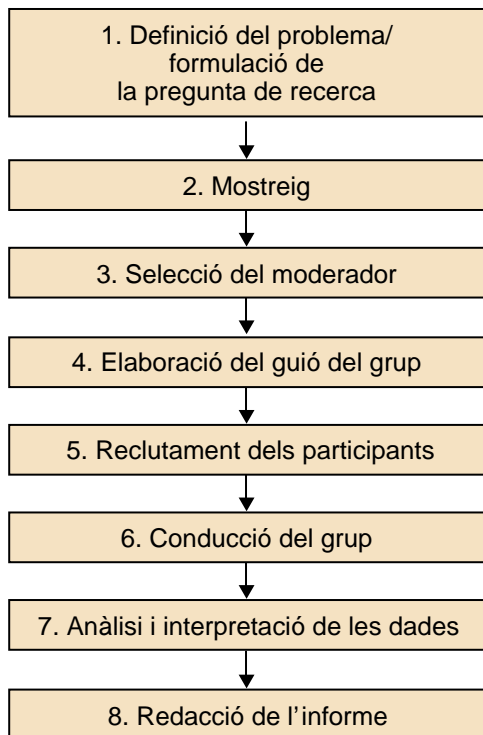 1. Definició del problema/
formulació de
la pregunta de recerca
2. Mostreig
3. Selecció del moderador
4. Elaboració del guió del grup
5. Reclutament dels participants
6. Conducció del grup
7. Anàlisi i interpretació de les dades
8. Redacció de l’informe